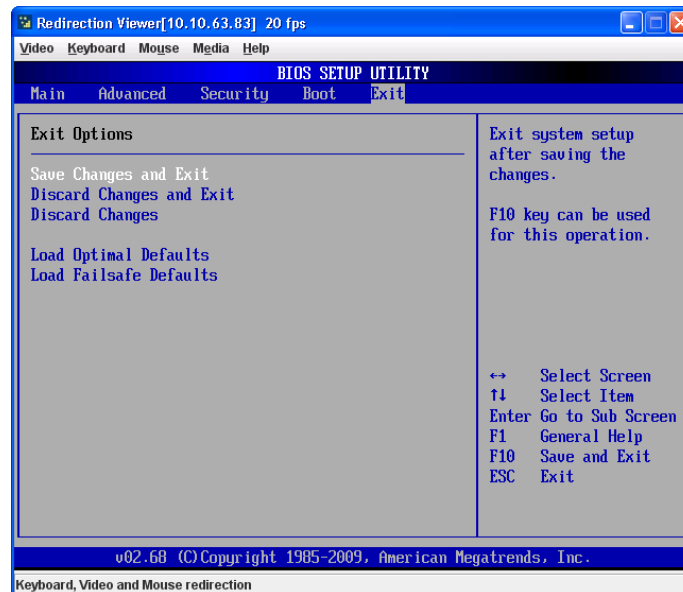 Redirection Viewer[10.10.63.83] 20 fps
Video Keyboard Mouse Media Help
BIOS SETUP UTILITY
Main Advanced Security Boot Exit
Exit Options
Save Changes and Exit
Discard Changes and Exit
Discard Changes
Load Optimal Defaults
Load Failsafe Defaults
Exit system setup
after saving the
changes.
F10 key can be used
for this operation.
↔ Select Screen
↑↓ Select Item
Enter Go to Sub Screen
F1 General Help
F10 Save and Exit
ESC Exit
v02.68 (C)Copyright 1985-2009, American Megatrends, Inc.
Keyboard, Video and Mouse redirection